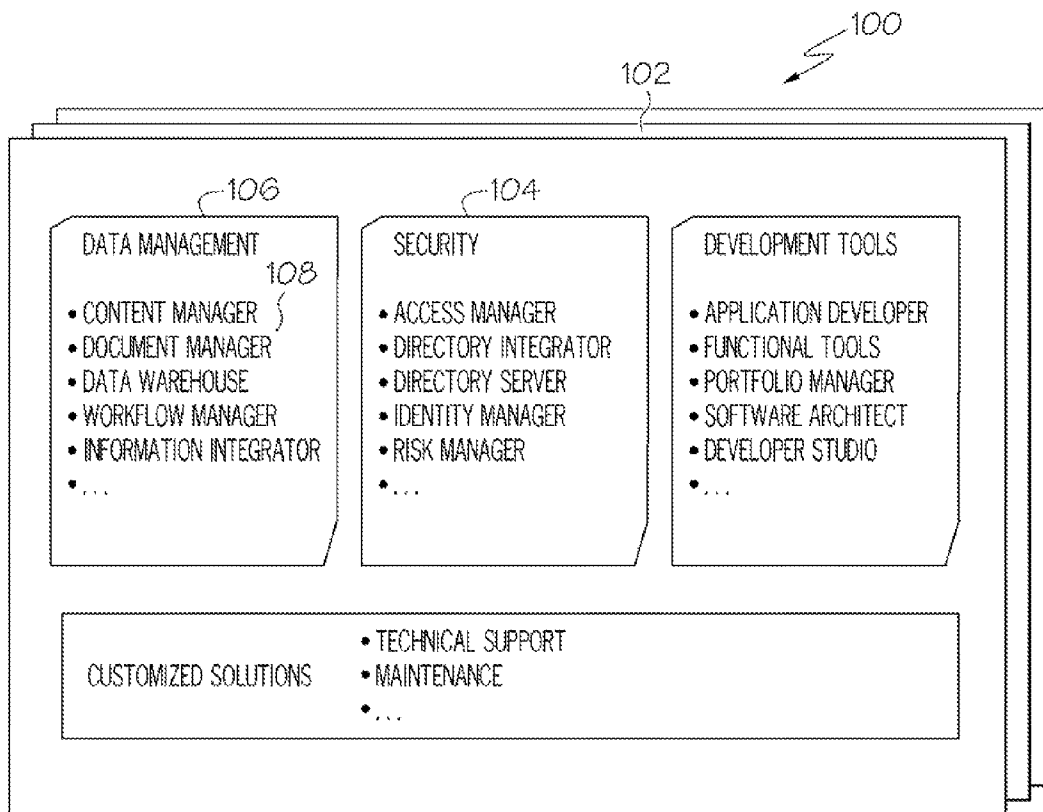 100
102
106
104
DATA MANAGEMENT
108
• CONTENT MANAGER
• DOCUMENT MANAGER
• DATA WAREHOUSE
• WORKFLOW MANAGER
• INFORMATION INTEGRATOR
• ...
SECURITY
• ACCESS MANAGER
• DIRECTORY INTEGRATOR
• DIRECTORY SERVER
• IDENTITY MANAGER
• RISK MANAGER
• ...
DEVELOPMENT TOOLS
• APPLICATION DEVELOPER
• FUNCTIONAL TOOLS
• PORTFOLIO MANAGER
• SOFTWARE ARCHITECT
• DEVELOPER STUDIO
• ...
CUSTOMIZED SOLUTIONS
• TECHNICAL SUPPORT
• MAINTENANCE
• ...